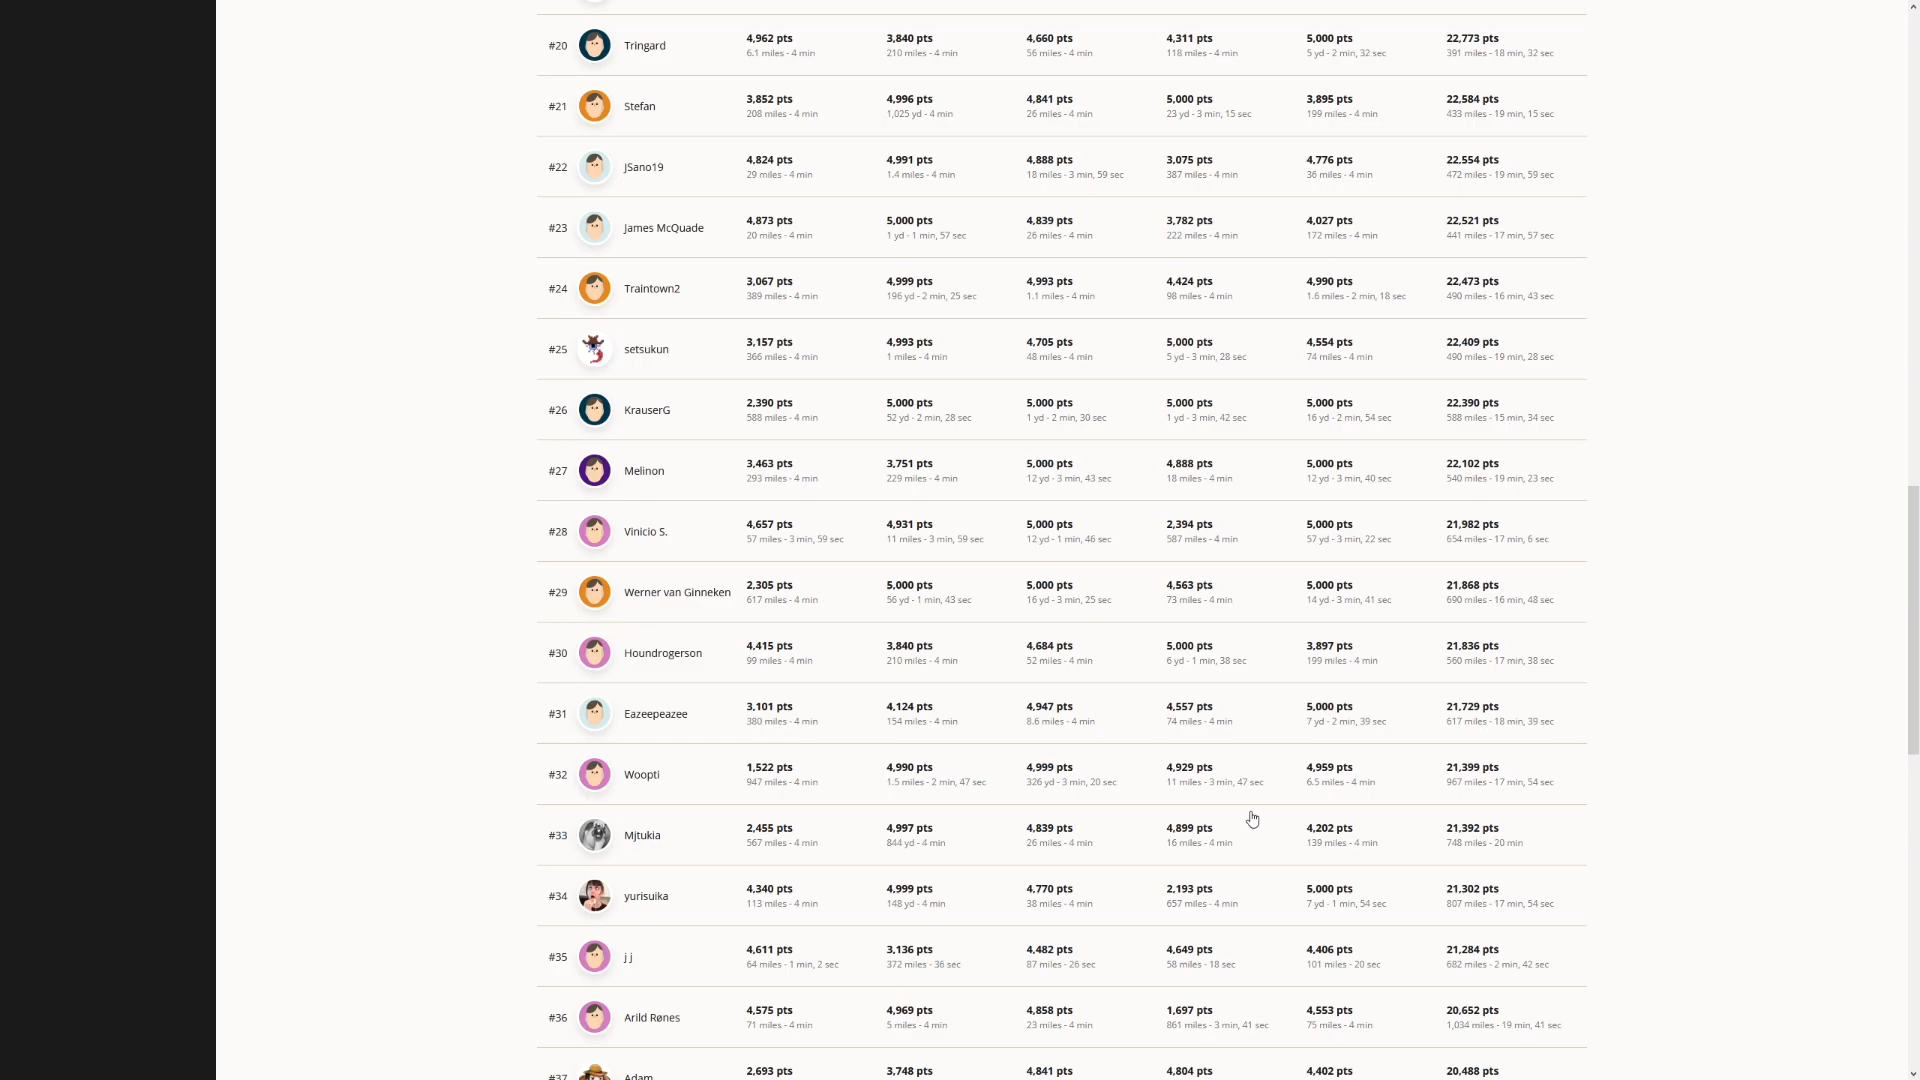 #20 Tringard 4,962 pts 3,840 pts 4,660 pts 4,311 pts 5,000 pts 22,773 pts
6.1 miles - 4 min 210 miles - 4 min 56 miles - 4 min 118 miles - 4 min 5 yd - 2 min, 32 sec 391 miles - 18 min, 32 sec
#21 Stefan 3,852 pts 4,996 pts 4,841 pts 5,000 pts 3,895 pts 22,584 pts
208 miles - 4 min 1,025 yd - 4 min 26 miles - 4 min 23 yd - 3 min, 15 sec 199 miles - 4 min 433 miles - 19 min, 15 sec
#22 JSano19 4,824 pts 4,991 pts 4,888 pts 3,075 pts 4,776 pts 22,554 pts
29 miles - 4 min 1.4 miles - 4 min 18 miles - 3 min, 59 sec 387 miles - 4 min 36 miles - 4 min 472 miles - 19 min, 59 sec
#23 James McQuade 4,873 pts 5,000 pts 4,839 pts 3,782 pts 4,027 pts 22,521 pts
20 miles - 4 min 1 yd - 1 min, 57 sec 26 miles - 4 min 222 miles - 4 min 172 miles - 4 min 441 miles - 17 min, 57 sec
#24 Traintown2 3,067 pts 4,999 pts 4,993 pts 4,424 pts 4,990 pts 22,473 pts
389 miles - 4 min 196 yd - 2 min, 25 sec 1.1 miles - 4 min 98 miles - 4 min 1.6 miles - 2 min, 18 sec 490 miles - 16 min, 43 sec
#25 setsukun 3,157 pts 4,993 pts 4,705 pts 5,000 pts 4,554 pts 22,409 pts
366 miles - 4 min 1 miles - 4 min 48 miles - 4 min 5 yd - 3 min, 28 sec 74 miles - 4 min 490 miles - 19 min, 28 sec
#26 KrauserG 2,390 pts 5,000 pts 5,000 pts 5,000 pts 5,000 pts 22,390 pts
588 miles - 4 min 52 yd - 2 min, 28 sec 1 yd - 2 min, 30 sec 1 yd - 3 min, 42 sec 16 yd - 2 min, 54 sec 588 miles - 15 min, 34 sec
#27 Melinon 3,463 pts 3,751 pts 5,000 pts 4,888 pts 5,000 pts 22,102 pts
293 miles - 4 min 229 miles - 4 min 12 yd - 3 min, 43 sec 18 miles - 4 min 12 yd - 3 min, 40 sec 540 miles - 19 min, 23 sec
#28 Vinicio S. 4,657 pts 4,931 pts 5,000 pts 2,394 pts 5,000 pts 21,982 pts
57 miles - 3 min, 59 sec 11 miles - 3 min, 59 sec 12 yd - 1 min, 46 sec 587 miles - 4 min 57 yd - 3 min, 22 sec 654 miles - 17 min, 6 sec
#29 Werner van Ginneken 2,305 pts 5,000 pts 5,000 pts 4,563 pts 5,000 pts 21,868 pts
617 miles - 4 min 56 yd - 1 min, 43 sec 16 yd - 3 min, 25 sec 73 miles - 4 min 14 yd - 3 min, 41 sec 690 miles - 16 min, 48 sec
#30 Houndrogerson 4,415 pts 3,840 pts 4,684 pts 5,000 pts 3,897 pts 21,836 pts
99 miles - 4 min 210 miles - 4 min 52 miles - 4 min 6 yd - 1 min, 38 sec 199 miles - 4 min 560 miles - 17 min, 38 sec
#31 Eazeepeazee 3,101 pts 4,124 pts 4,947 pts 4,557 pts 5,000 pts 21,729 pts
380 miles - 4 min 154 miles - 4 min 8.6 miles - 4 min 74 miles - 4 min 7 yd - 2 min, 39 sec 617 miles - 18 min, 39 sec
#32 Woopti 1,522 pts 4,990 pts 4,999 pts 4,929 pts 4,959 pts 21,399 pts
947 miles - 4 min 1.5 miles - 2 min, 47 sec 326 yd - 3 min, 20 sec 11 miles - 3 min, 47 sec 6.5 miles - 4 min 967 miles - 17 min, 54 sec
#33 Mjtukia 2,455 pts 4,997 pts 4,839 pts 4,899 pts 4,202 pts 21,392 pts
567 miles - 4 min 844 yd - 4 min 26 miles - 4 min 16 miles - 4 min 139 miles - 4 min 748 miles - 20 min
#34 yurisuika 4,340 pts 4,999 pts 4,770 pts 2,193 pts 5,000 pts 21,302 pts
113 miles - 4 min 148 yd - 4 min 38 miles - 4 min 657 miles - 4 min 7 yd - 1 min, 54 sec 807 miles - 17 min, 54 sec
#35 j j 4,611 pts 3,136 pts 4,482 pts 4,649 pts 4,406 pts 21,284 pts
64 miles - 1 min, 2 sec 372 miles - 36 sec 87 miles - 26 sec 58 miles - 18 sec 101 miles - 20 sec 682 miles - 2 min, 42 sec
#36 Arild Rønes 4,575 pts 4,969 pts 4,858 pts 1,697 pts 4,553 pts 20,652 pts
71 miles - 4 min 5 miles - 4 min 23 miles - 4 min 861 miles - 3 min, 41 sec 75 miles - 4 min 1,034 miles - 19 min, 41 sec
#37 Adam 2,693 pts 3,748 pts 4,841 pts 4,804 pts 4,402 pts 20,488 pts